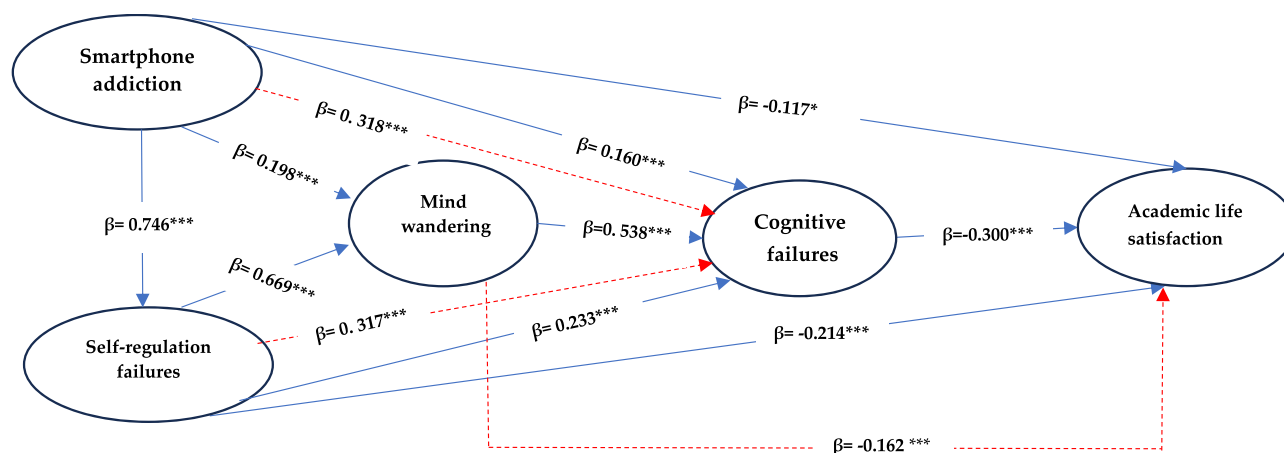 Smartphone
addiction
β= -0.117*
β= 0. 318***
β= 0.160***
β= 0.198***
Mind
wandering
β= 0.746***
β=0. 538***
Cognitive
failures
β=-0.300***
Academic life
satisfaction
β= 0.669***
β= 0. 317***
β= 0.233***
β= -0.214***
Self-regulation
failures
β= -0.162 ***